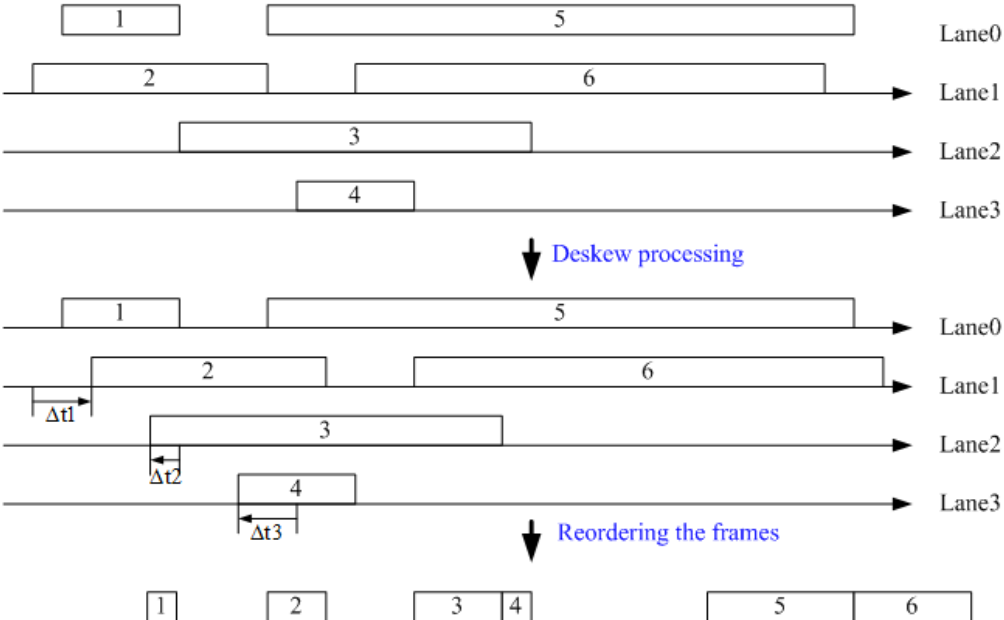 1 5 Lane0
2 6 Lane1
3 Lane2
4 Lane3
Deskew processing
1 5 Lane0
2 6 Lane1
Δt1
3 Lane2
Δt2
4 Lane3
Δt3
Reordering the frames
1 2 3 4 5 6